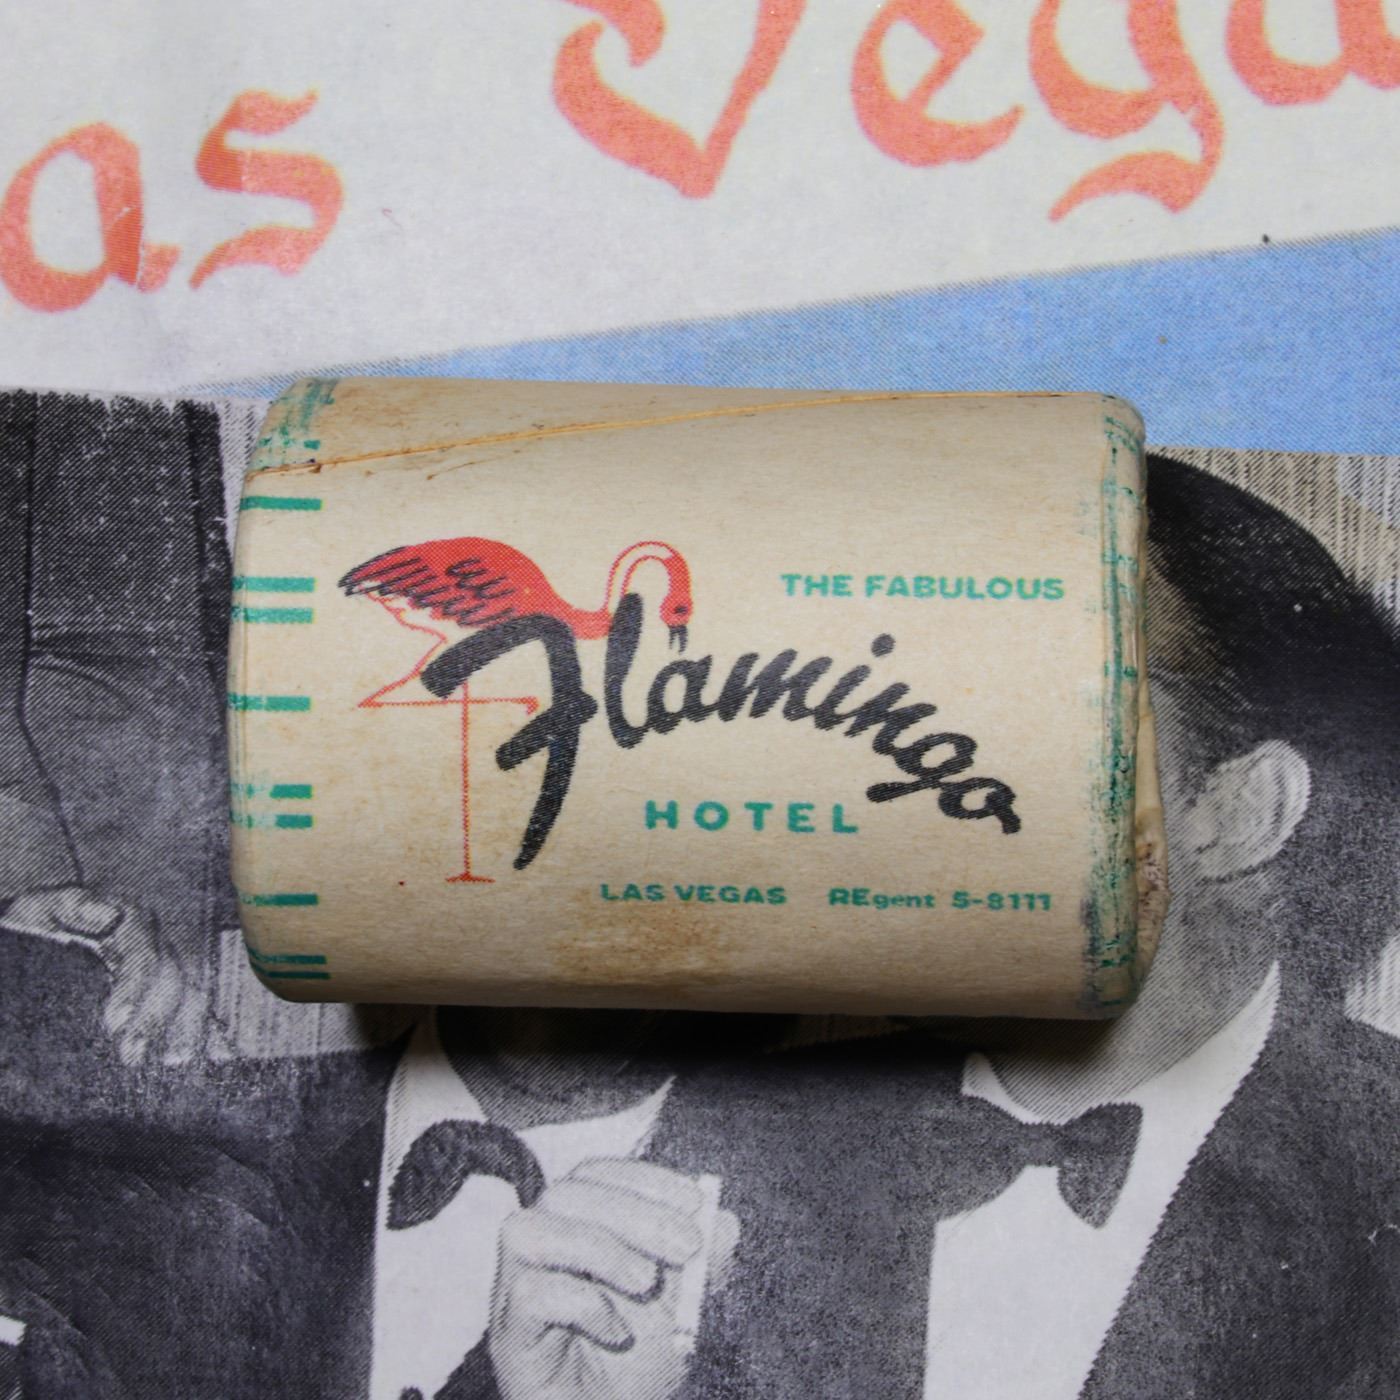 as Vega
THE FABULOUS
Flamingo
HOTEL
LAS VEGAS REgent 5-8111